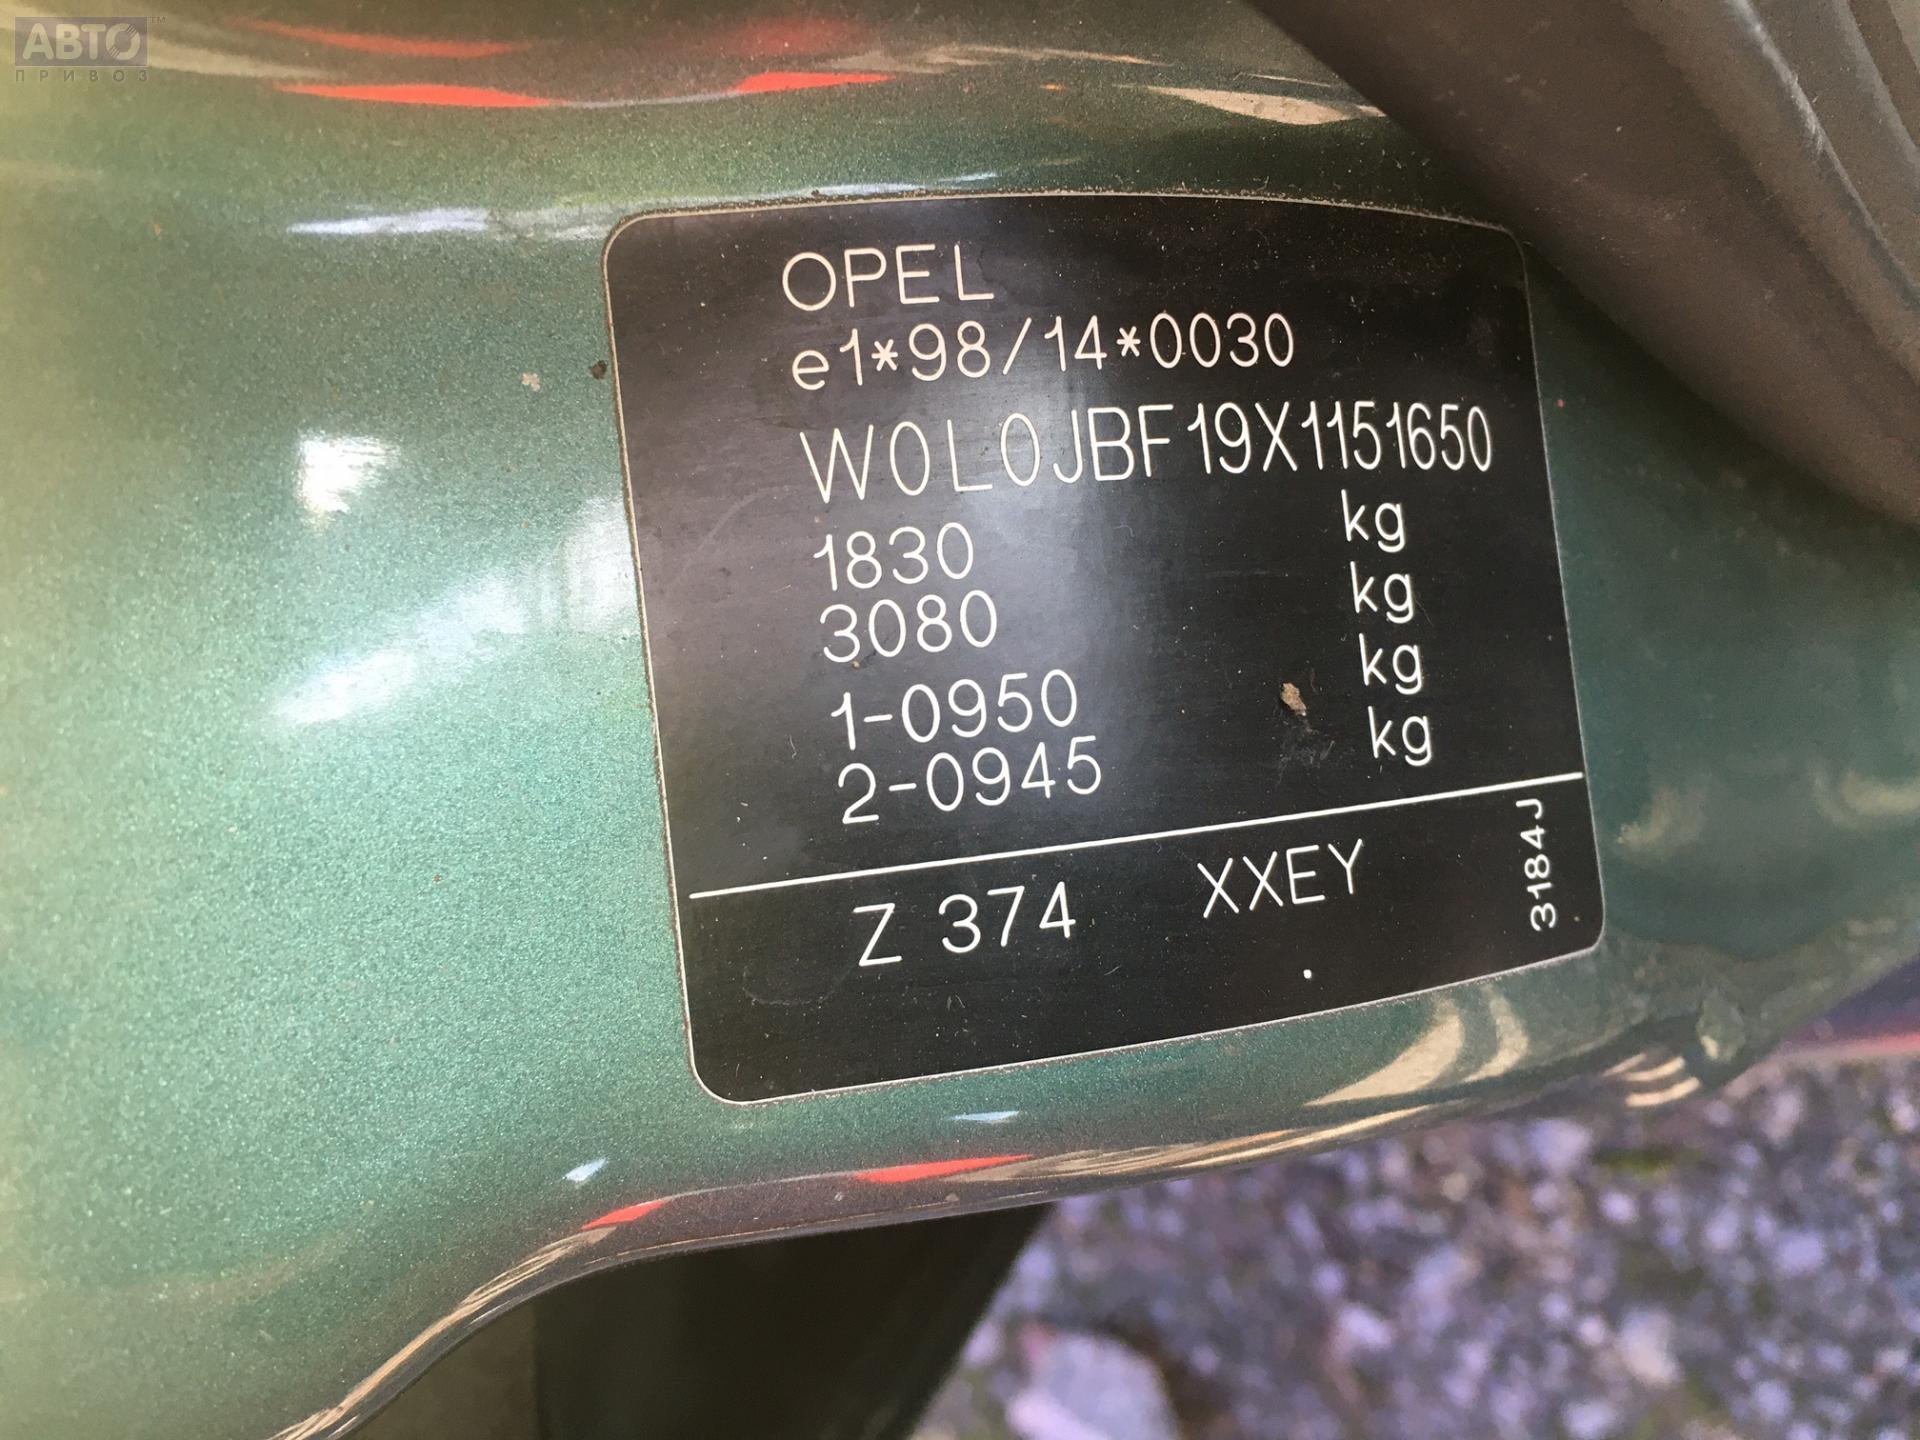 АВТО™
ПРИВОЗ
OPEL
e1*98/14*0030
W0L0JBF19X1151650
1830 kg
3080 kg
1-0950 kg
2-0945 kg
Z 374 XXEY
3184J